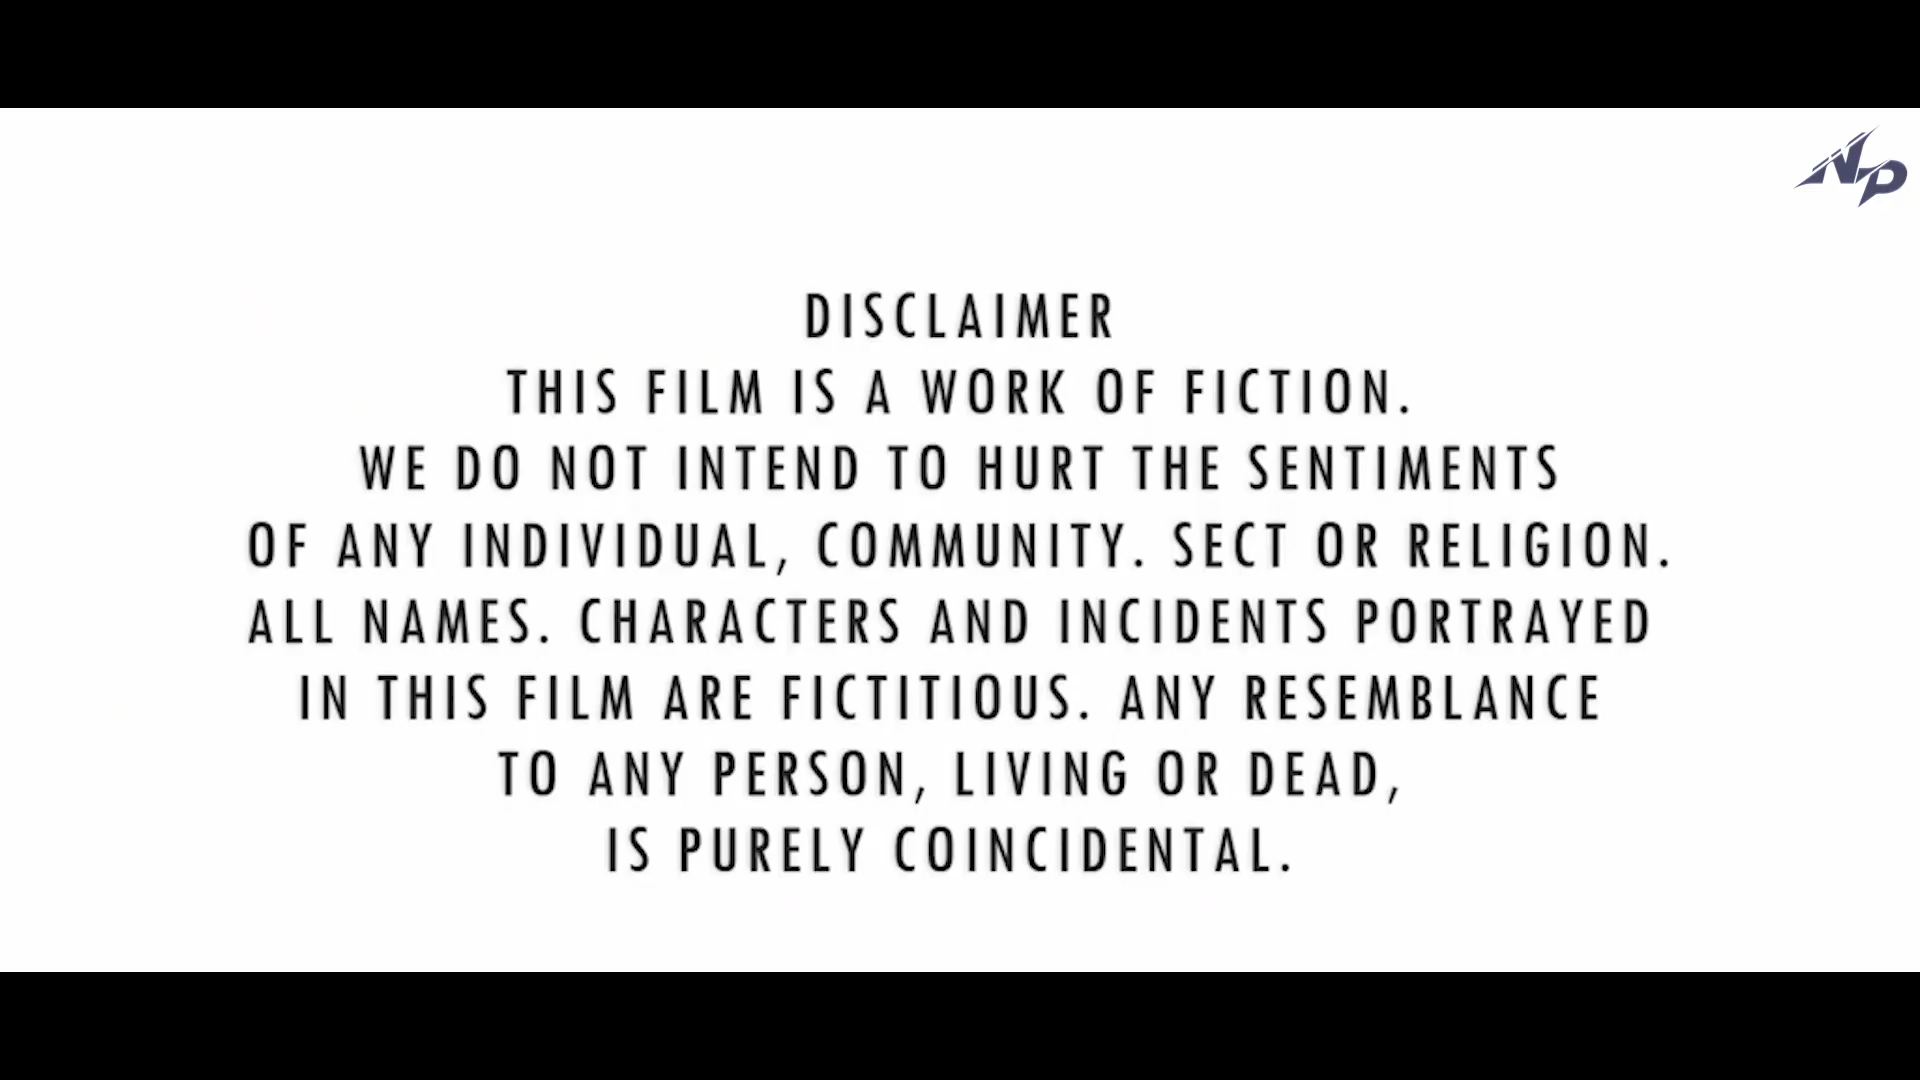 NP
DISCLAIMER
THIS FILM IS A WORK OF FICTION.
WE DO NOT INTEND TO HURT THE SENTIMENTS
OF ANY INDIVIDUAL, COMMUNITY. SECT OR RELIGION.
ALL NAMES. CHARACTERS AND INCIDENTS PORTRAYED
IN THIS FILM ARE FICTITIOUS. ANY RESEMBLANCE
TO ANY PERSON, LIVING OR DEAD,
IS PURELY COINCIDENTAL.